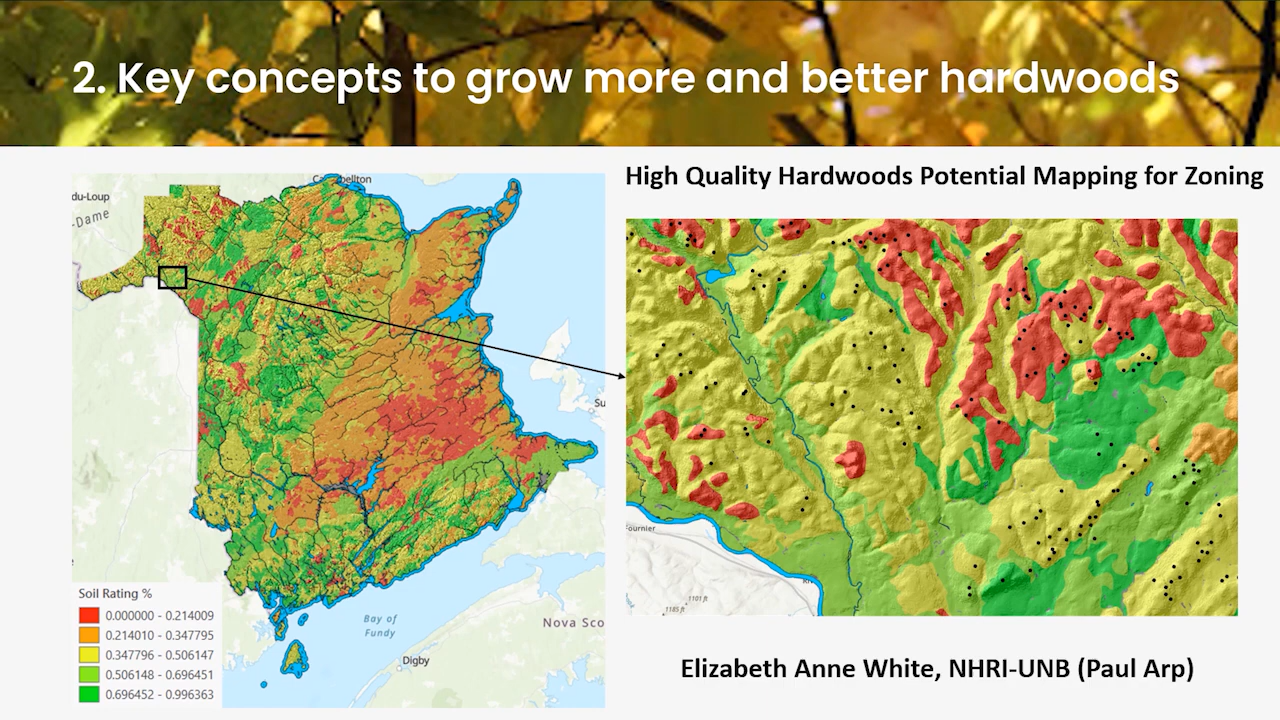 2. Key concepts to grow more and better hardwoods
High Quality Hardwoods Potential Mapping for Zoning
du-Loup
-Dame
Su
Bay of
Fundy
Nova Sco
Digby
Soil Rating %
0.000000 - 0.214009
0.214010 - 0.347795
0.347796 - 0.506147
0.506148 - 0.696451
0.696452 - 0.996363
Fournier
1101 ft
1185 ft
Elizabeth Anne White, NHRI-UNB (Paul Arp)